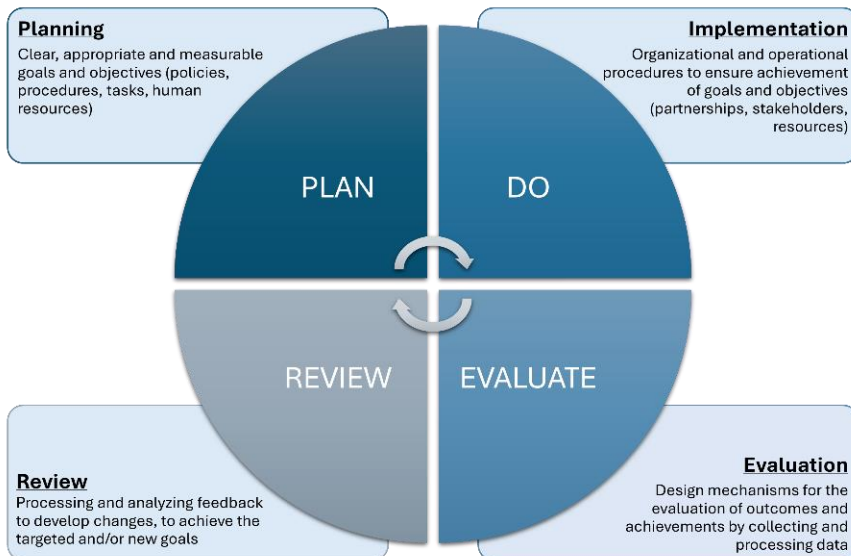 Planning
Clear, appropriate and measurable
goals and objectives (policies,
procedures, tasks, human
resources)
Implementation
Organizational and operational
procedures to ensure achievement
of goals and objectives
(partnerships, stakeholders,
resources)
PLAN
DO
REVIEW
EVALUATE
Review
Processing and analyzing feedback
to develop changes, to achieve the
targeted and/or new goals
Evaluation
Design mechanisms for the
evaluation of outcomes and
achievements by collecting and
processing data